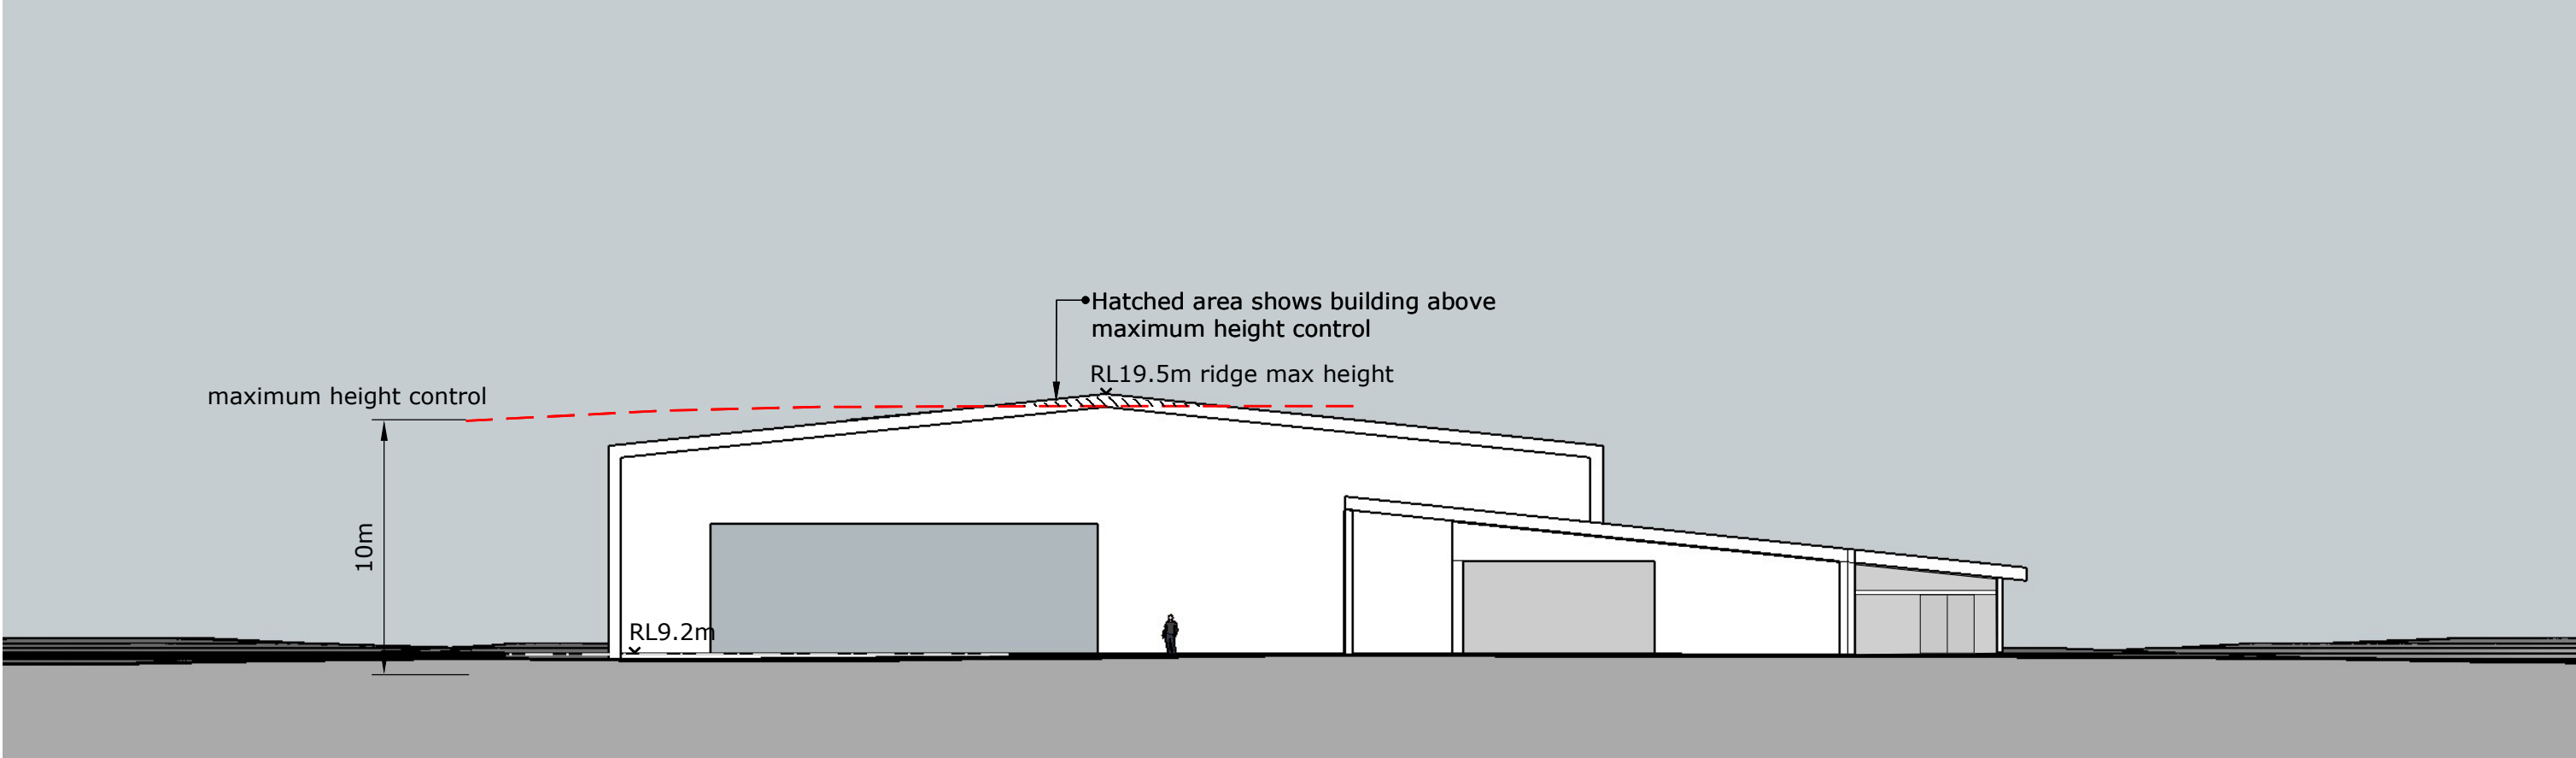 Hatched area shows building above
maximum height control
RL19.5m ridge max height
maximum height control
10m
RL9.2m